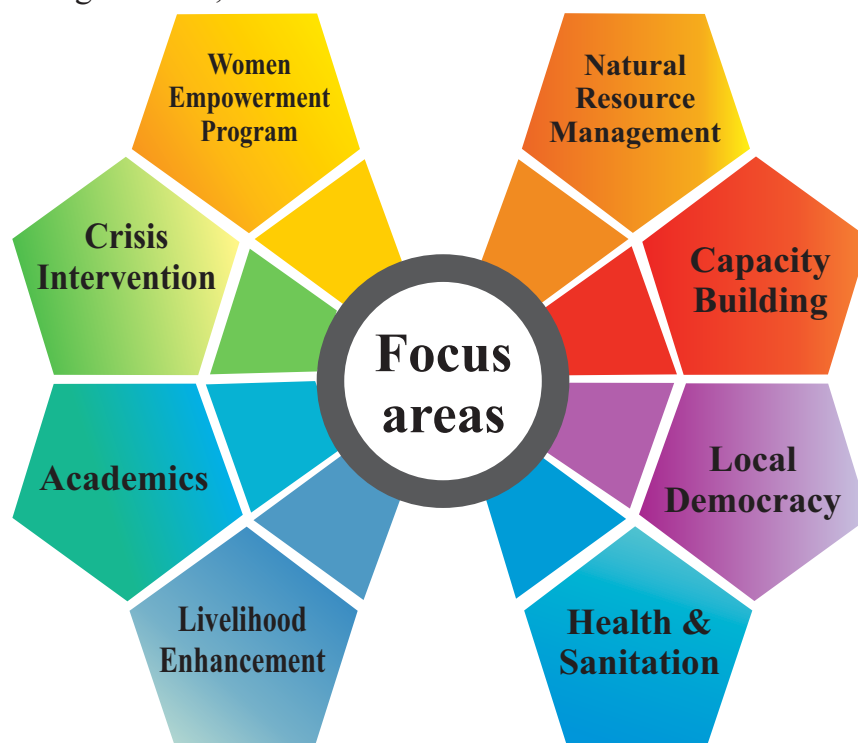 Women
Empowerment
Program
Natural
Resource
Management
Crisis
Intervention
Capacity
Building
Focus
areas
Academics
Local
Democracy
Livelihood
Enhancement
Health &
Sanitation